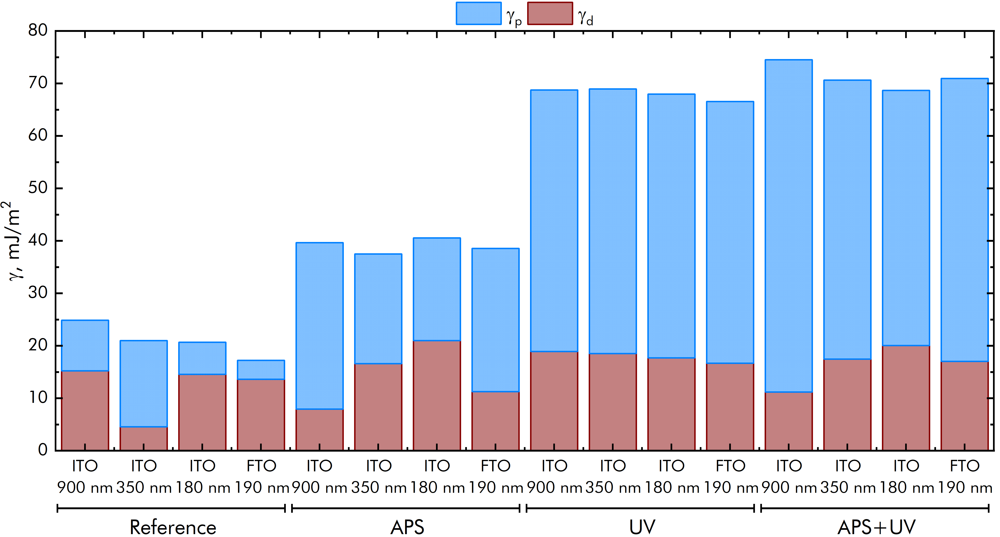 γp γd
80
70
60
50
40
30
20
10
0
γ, mJ/m²
ITO ITO ITO FTO ITO ITO ITO FTO ITO ITO ITO FTO ITO ITO ITO FTO
900 nm 350 nm 180 nm 190 nm 900 nm 350 nm 180 nm 190 nm 900 nm 350 nm 180 nm 190 nm 900 nm 350 nm 180 nm 190 nm
Reference APS UV APS+UV